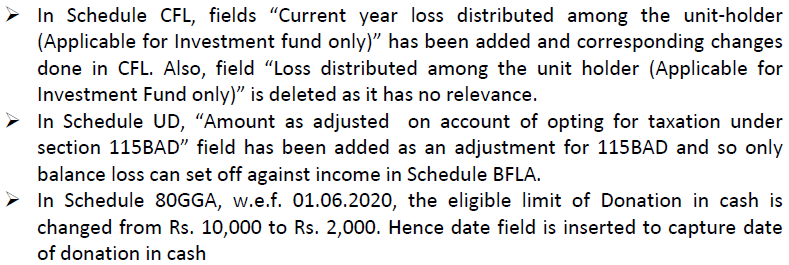 ➢ In Schedule CFL, fields “Current year loss distributed among the unit-holder
(Applicable for Investment fund only)” has been added and corresponding changes
done in CFL. Also, field “Loss distributed among the unit holder (Applicable for
Investment Fund only)” is deleted as it has no relevance.
➢ In Schedule UD, “Amount as adjusted on account of opting for taxation under
section 115BAD” field has been added as an adjustment for 115BAD and so only
balance loss can set off against income in Schedule BFLA.
➢ In Schedule 80GGA, w.e.f. 01.06.2020, the eligible limit of Donation in cash is
changed from Rs. 10,000 to Rs. 2,000. Hence date field is inserted to capture date
of donation in cash